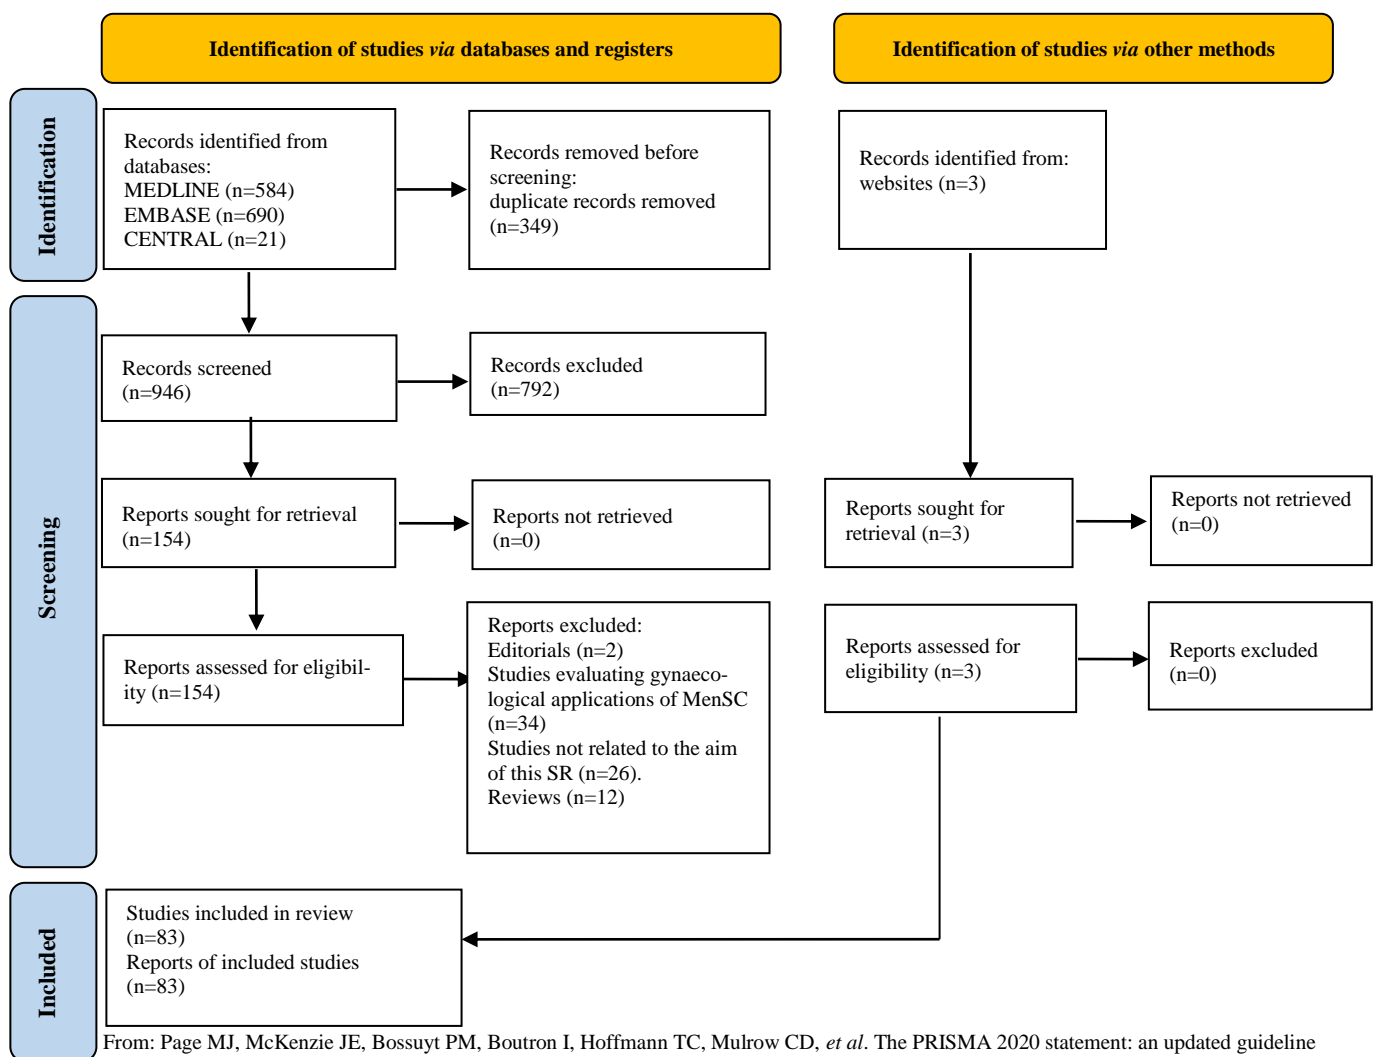 Identification of studies via databases and registers
Identification of studies via other methods
Identification
Records identified from
databases:
MEDLINE (n=584)
EMBASE (n=690)
CENTRAL (n=21)
Records removed before
screening:
duplicate records removed
(n=349)
Records identified from:
websites (n=3)
Screening
Records screened
(n=946)
Records excluded
(n=792)
Reports sought for retrieval
(n=154)
Reports not retrieved
(n=0)
Reports sought for
retrieval (n=3)
Reports not retrieved
(n=0)
Reports assessed for eligibil-
ity (n=154)
Reports excluded:
Editorials (n=2)
Studies evaluating gynaeco-
logical applications of MenSC
(n=34)
Studies not related to the aim
of this SR (n=26).
Reviews (n=12)
Reports assessed for
eligibility (n=3)
Reports excluded
(n=0)
Included
Studies included in review
(n=83)
Reports of included studies
(n=83)
From: Page MJ, McKenzie JE, Bossuyt PM, Boutron I, Hoffmann TC, Mulrow CD, et al. The PRISMA 2020 statement: an updated guideline